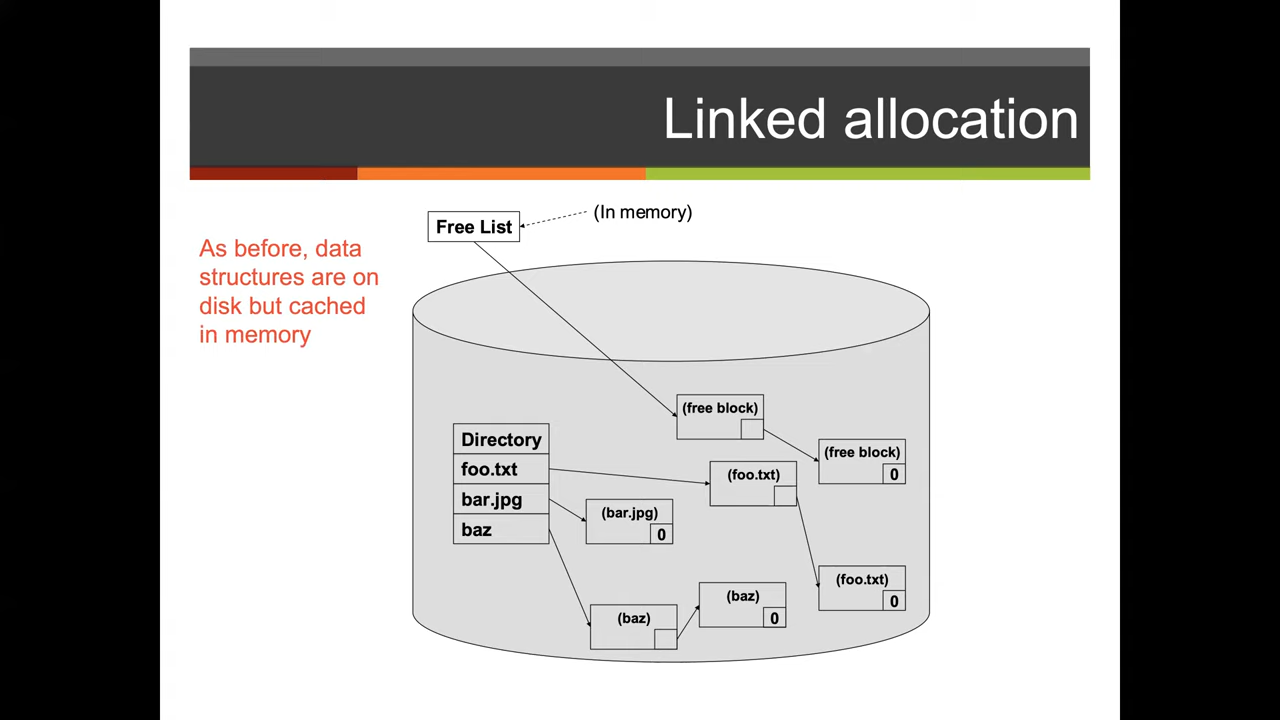 Linked allocation
Free List
(In memory)
As before, data
structures are on
disk but cached
in memory
(free block)
(free block)
0
Directory
foo.txt
bar.jpg
baz
(foo.txt)
(bar.jpg)
0
(foo.txt)
0
(baz)
0
(baz)